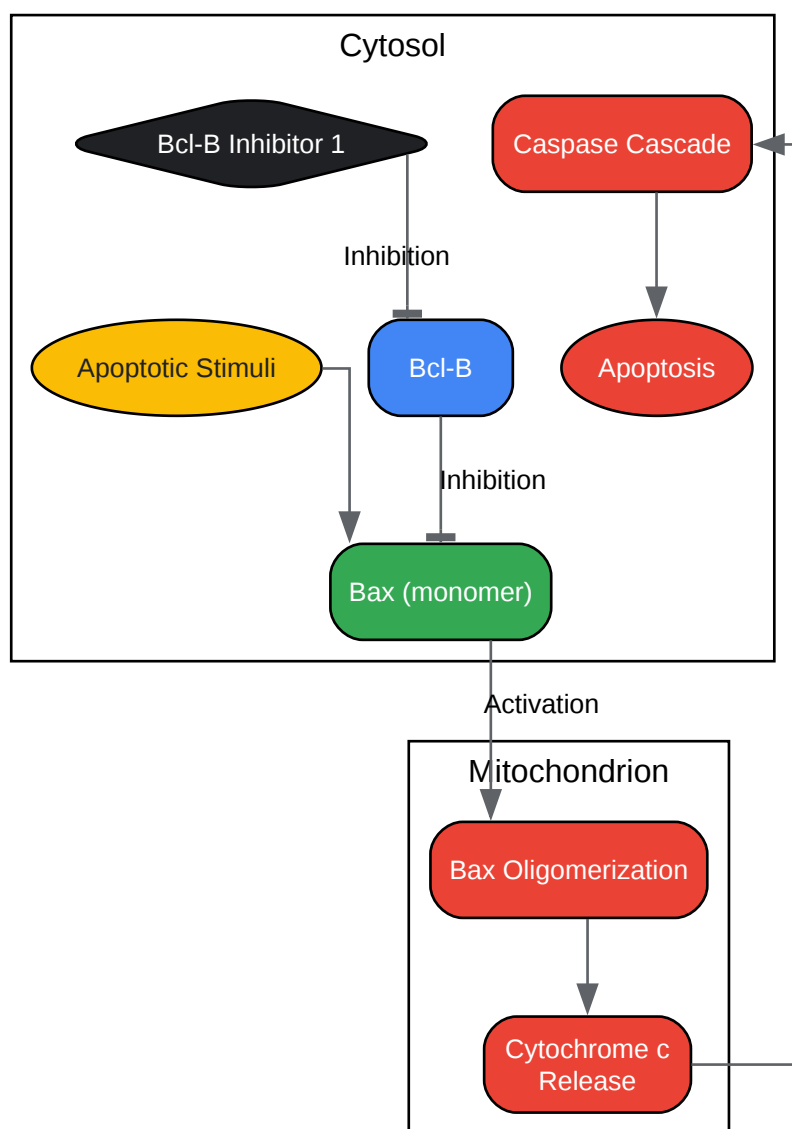 Cytosol
Bcl-B Inhibitor 1
Caspase Cascade
Inhibition
Apoptotic Stimuli
Bcl-B
Apoptosis
Inhibition
Bax (monomer)
Activation
Mitochondrion
Bax Oligomerization
Cytochrome c
Release